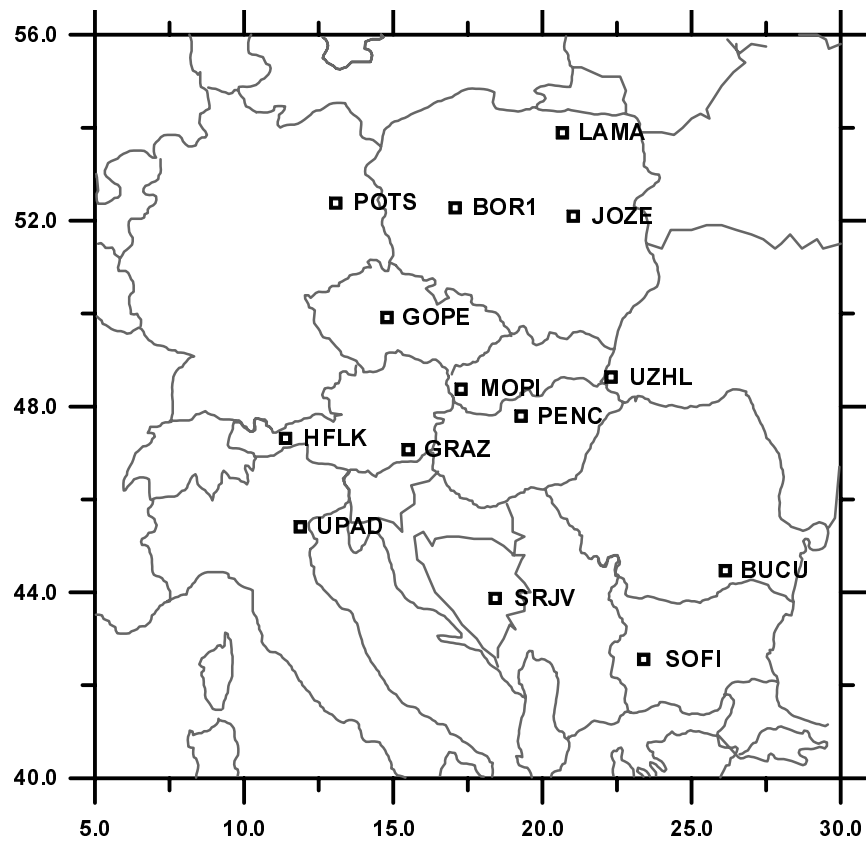 56.0
LAMA
POTS
BOR1
JOZE
52.0
GOPE
UZHL
MOPI
48.0
PENC
HFLK
GRAZ
UPAD
BUCU
44.0
SRJV
SOFI
40.0
5.0 10.0 15.0 20.0 25.0 30.0